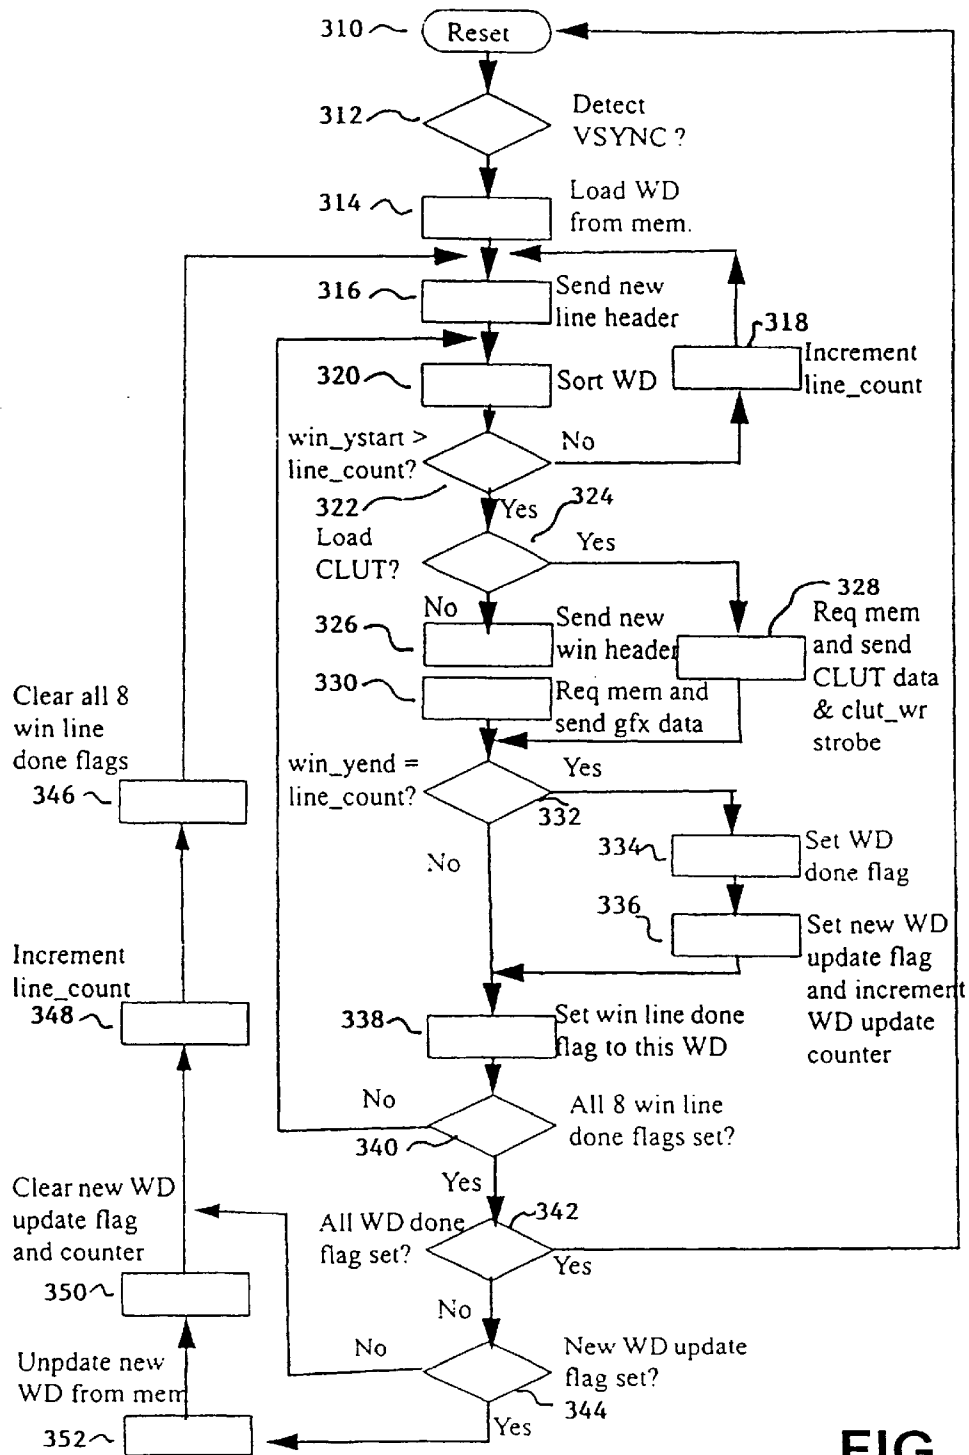 310
Reset
312
Detect
VSYNC ?
314
Load WD
from mem.
316
Send new
line header
318
Increment
line_count
320
Sort WD
win_ystart >
line_count?
No
322
Yes
324
Load
CLUT?
Yes
No
326
Send new
win header
328
Req mem
and send
CLUT data
& clut_wr
strobe
330
Req mem and
send gfx data
Clear all 8
win line
done flags
346
win_yend =
line_count?
Yes
332
No
334
Set WD
done flag
336
Set new WD
update flag
and increment
WD update
counter
Increment
line_count
348
338
Set win line done
flag to this WD
No
All 8 win line
done flags set?
340
Yes
Clear new WD
update flag
and counter
350
342
All WD done
flag set?
Yes
No
No
New WD update
flag set?
344
Unpdate new
WD from mem
352
Yes
FIG